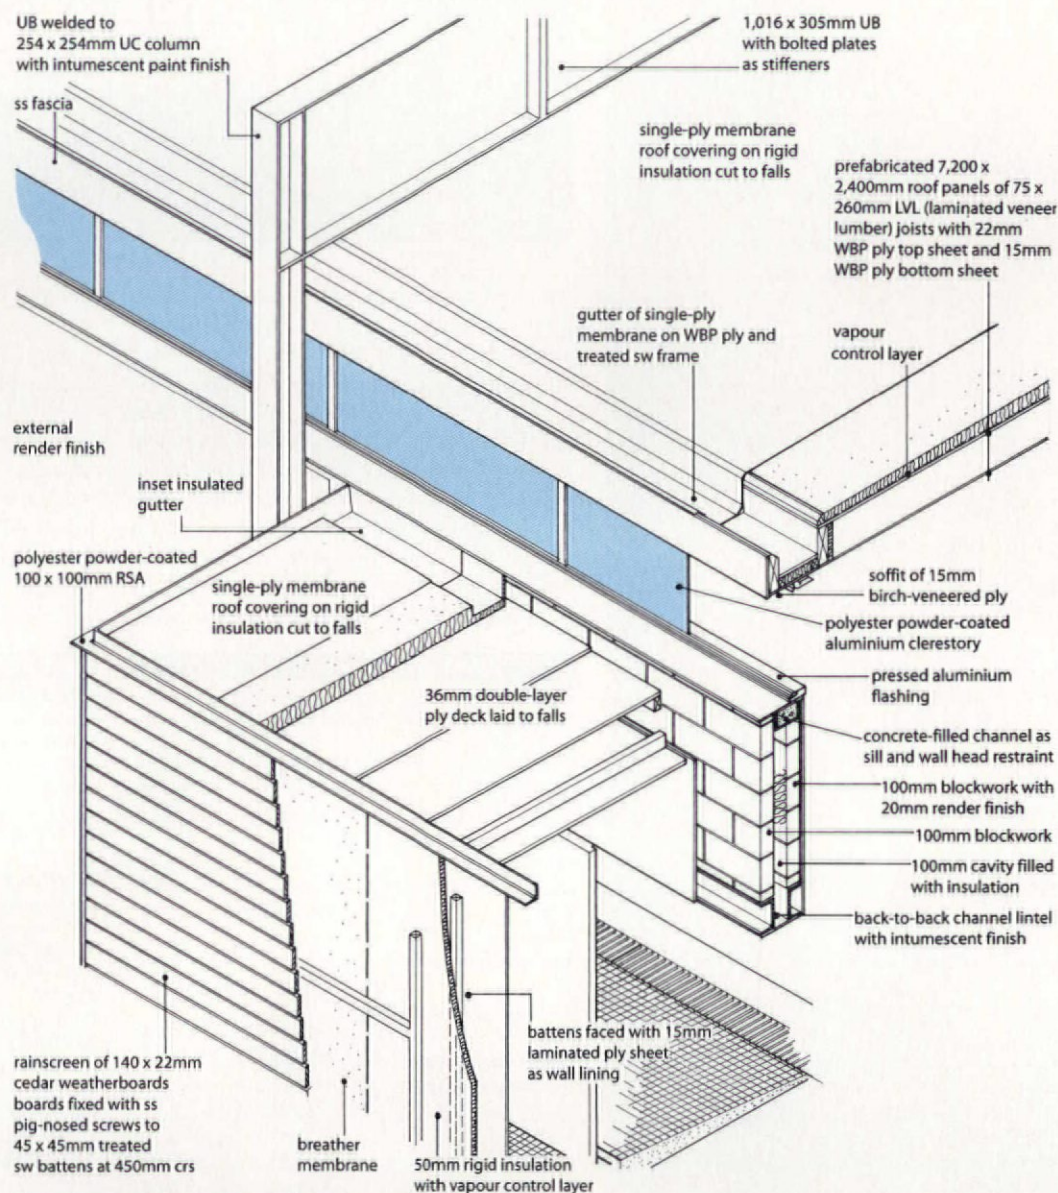 UB welded to
254 x 254mm UC column
with intumescent paint finish
1,016 x 305mm UB
with bolted plates
as stiffeners
ss fascia
single-ply membrane
roof covering on rigid
insulation cut to falls
prefabricated 7,200 x
2,400mm roof panels of 75 x
260mm LVL (laminated veneer
lumber) joists with 22mm
WBP ply top sheet and 15mm
WBP ply bottom sheet
gutter of single-ply
membrane on WBP ply and
treated sw frame
vapour
control layer
external
render finish
inset insulated
gutter
polyester powder-coated
100 x 100mm RSA
single-ply membrane
roof covering on rigid
insulation cut to falls
soffit of 15mm
birch-veneered ply
polyester powder-coated
aluminium clerestory
pressed aluminium
flashing
36mm double-layer
ply deck laid to falls
concrete-filled channel as
sill and wall head restraint
100mm blockwork with
20mm render finish
100mm blockwork
100mm cavity filled
with insulation
back-to-back channel lintel
with intumescent finish
battens faced with 15mm
laminated ply sheet
as wall lining
rainscreen of 140 x 22mm
cedar weatherboards
boards fixed with ss
pig-nosed screws to
45 x 45mm treated
sw battens at 450mm crs
breather
membrane
50mm rigid insulation
with vapour control layer